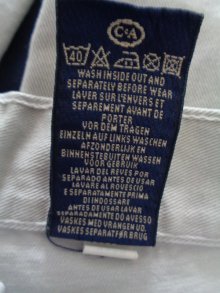 C&A
40
WASH INSIDE OUT AND
SEPARATELY BEFORE WEAR
LAVER SUR L'ENVERS ET
SEPAREMENT AVANT DE
PORTER
VOR DEM TRAGEN
EINZELN AUF LINKS WASCHEN
AFZONDERLIJK EN
BINNENSTEBUITEN WASSEN
VOOR GEBRUIK
LAVAR DEL REVES POR
SEPARADO ANTES DE USAR
LAVARE AL ROVESCIO
E SEPARATAMENTE PRIMA
DI INDOSSARE
ANTES DE USAR LAVAR
SEPARADAMENTE DO AVESSO
VASKES MED VRANGEN UD.
VASKES SEPARAT FØR BRUG